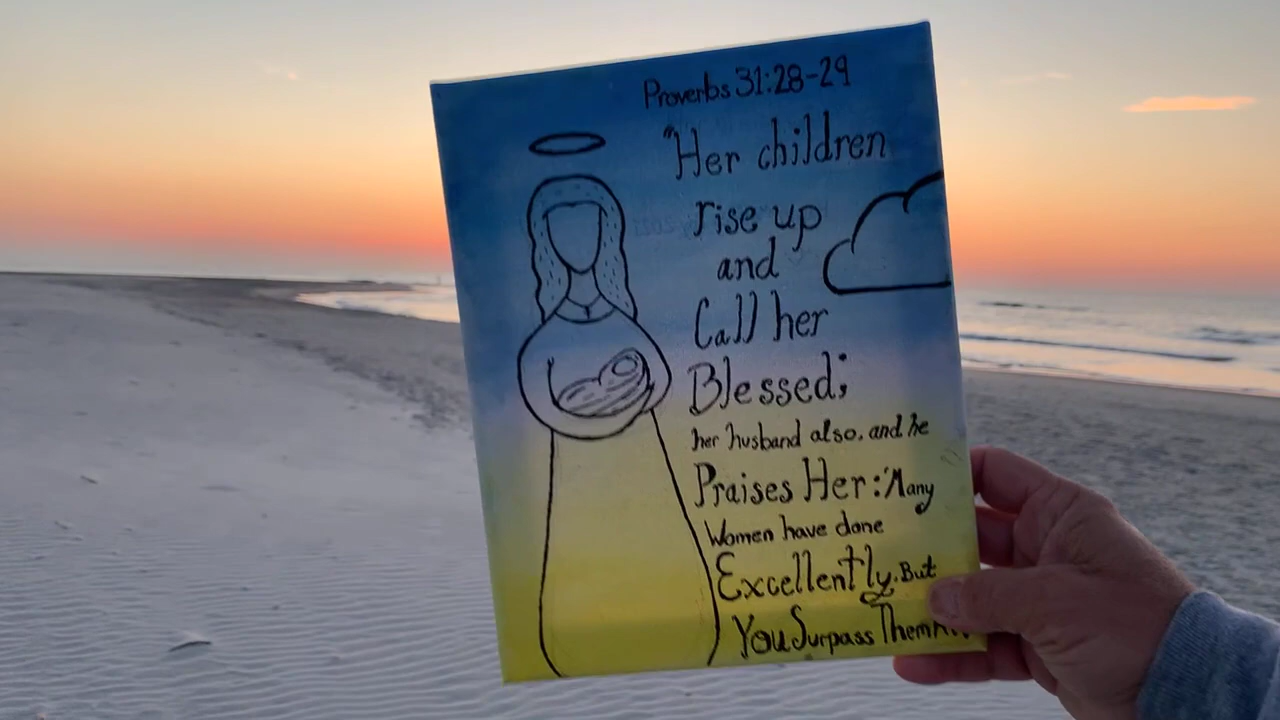 Proverbs 31:28-29
"Her children
rise up
and
Call her
Blessed;
her husband also, and he
Praises Her: 'Many
Women have done
Excellently. But
You Surpass Them